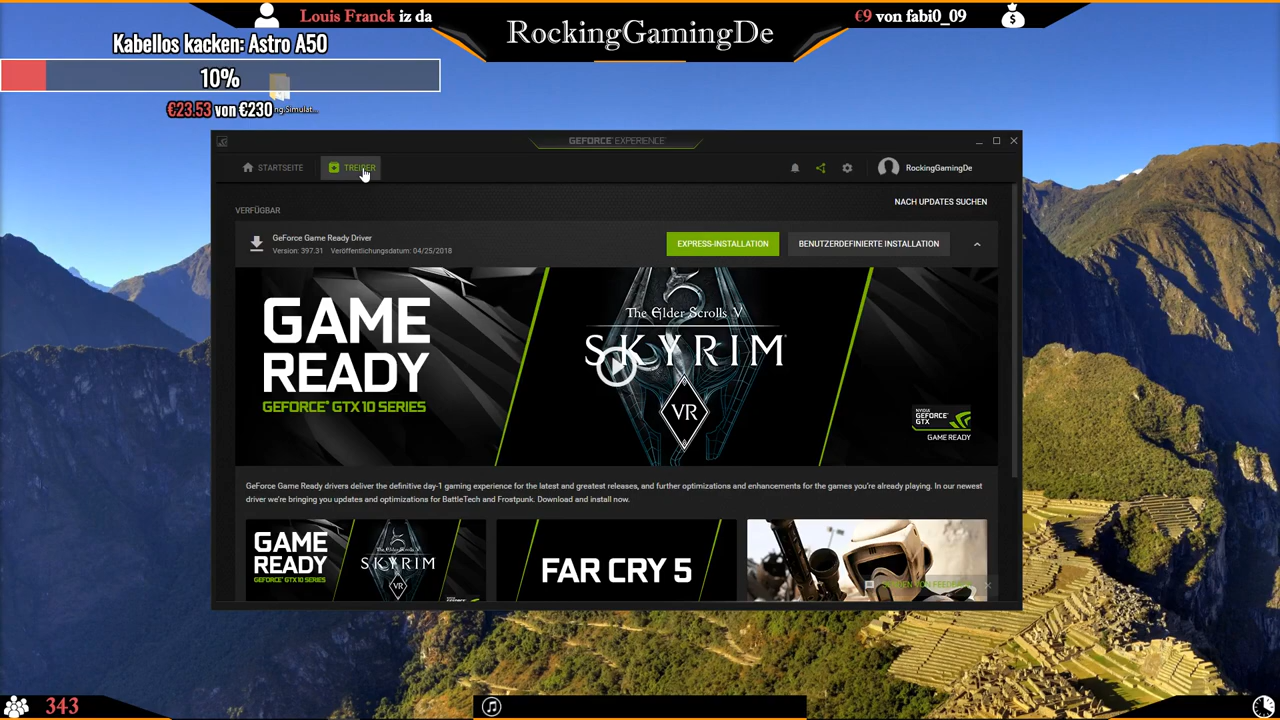 Louis Franck iz da
RockingGamingDe
€9 von fabi0_09
Kabellos kacken: Astro A50
10%
€23.53 von €230
ng.Simulat...
GEFORCE EXPERIENCE
STARTSEITE
TREIBER
RockingGamingDe
NACH UPDATES SUCHEN
VERFÜGBAR
GeForce Game Ready Driver
Version: 397.31 Veröffentlichungsdatum: 04/25/2018
EXPRESS-INSTALLATION
BENUTZERDEFINIERTE INSTALLATION
GAME
READY
GEFORCE® GTX 10 SERIES
The Elder Scrolls V
SKYRIM
VR
NVIDIA
GEFORCE
GTX
GAME READY
GeForce Game Ready drivers deliver the definitive day-1 gaming experience for the latest and greatest releases, and further optimizations and enhancements for the games you're already playing. In our newest
driver we're bringing you updates and optimizations for BattleTech and Frostpunk. Download and install now.
GAME
READY
GEFORCE GTX 10 SERIES
The Elder Scrolls V
SKYRIM
VR
FAR CRY 5
343